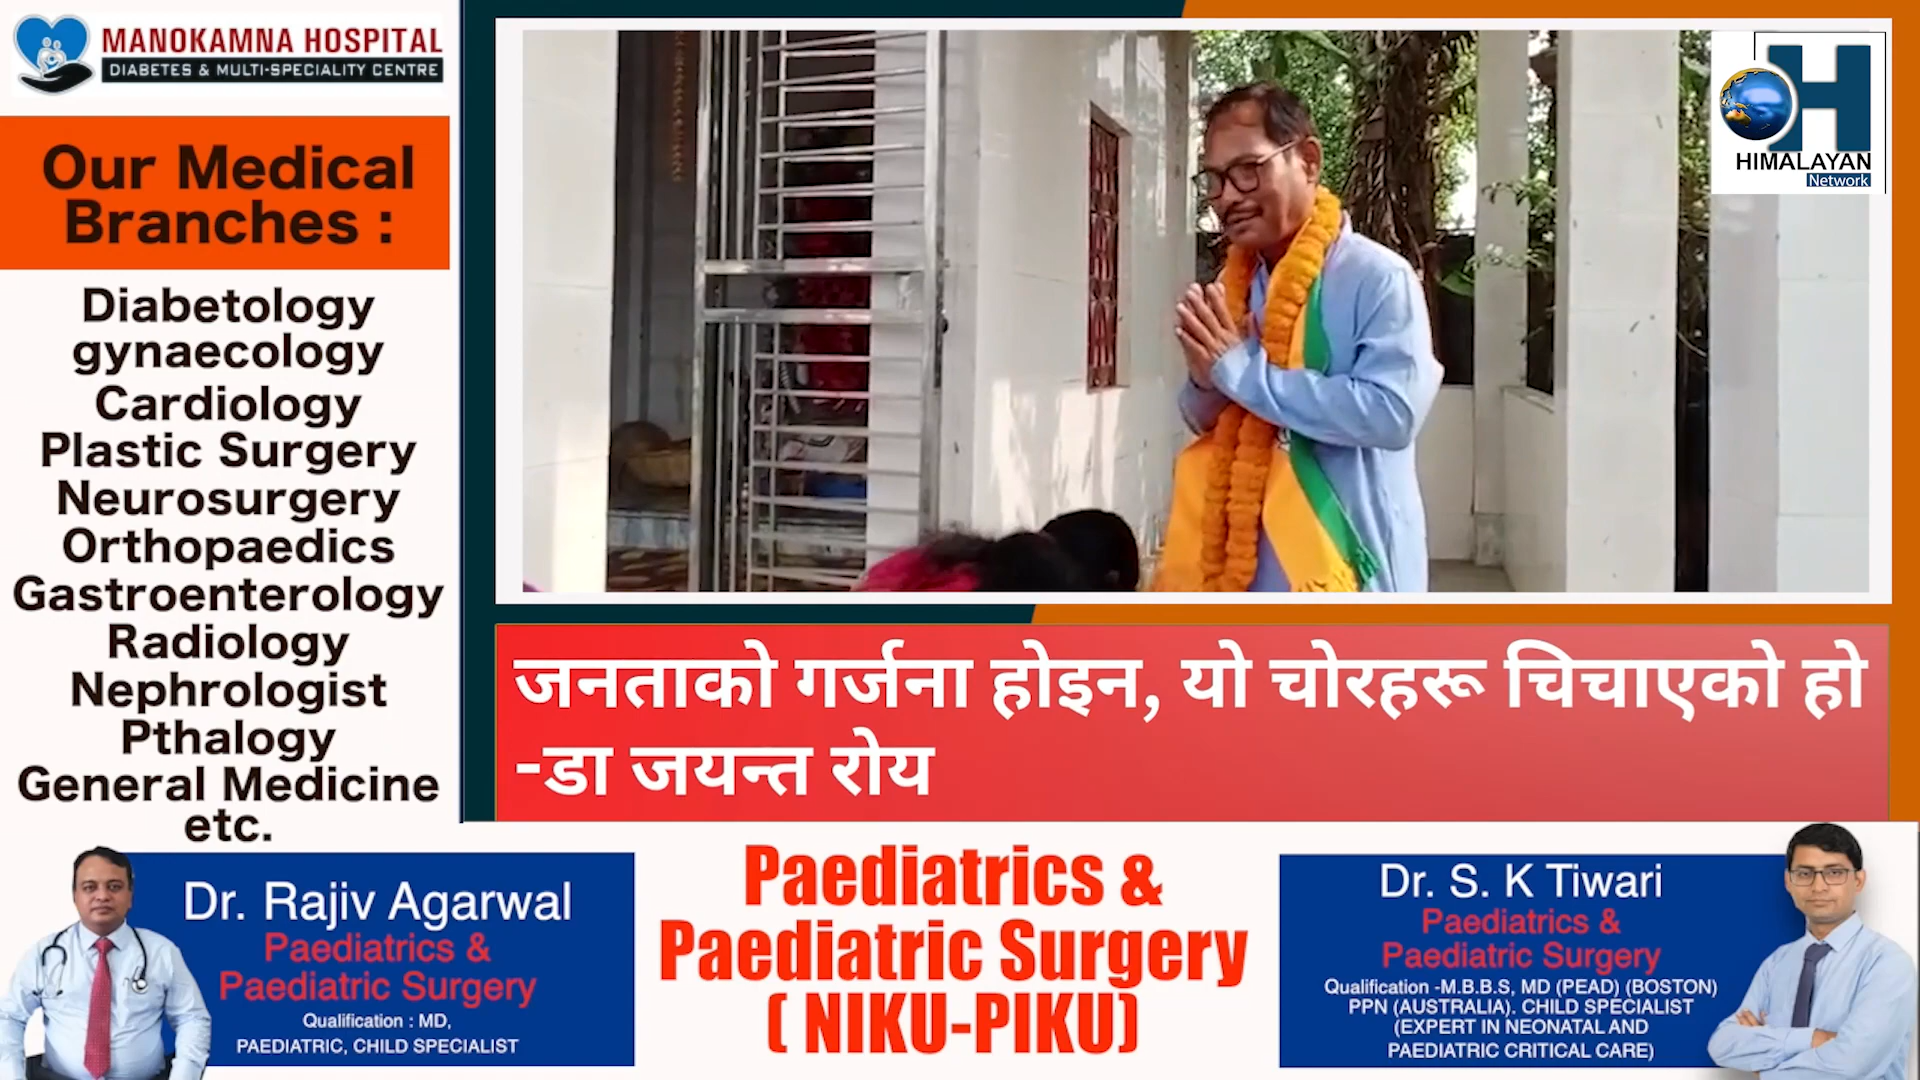 MANOKAMNA HOSPITAL
DIABETES & MULTI-SPECIALITY CENTRE
Our Medical
Branches :
Diabetology
gynaecology
Cardiology
Plastic Surgery
Neurosurgery
Orthopaedics
Gastroenterology
Radiology
Nephrologist
Pthalogy
General Medicine
etc.
H
HIMALAYAN
Network
जनताको गर्जना होइन, यो चोरहरू चिचाएको हो
-डा जयन्त रोय
Dr. Rajiv Agarwal
Paediatrics &
Paediatric Surgery
Qualification : MD,
PAEDIATRIC, CHILD SPECIALIST
Paediatrics &
Paediatric Surgery
( NIKU-PIKU)
Dr. S. K Tiwari
Paediatrics &
Paediatric Surgery
Qualification -M.B.B.S, MD (PEAD) (BOSTON)
PPN (AUSTRALIA). CHILD SPECIALIST
(EXPERT IN NEONATAL AND
PAEDIATRIC CRITICAL CARE)